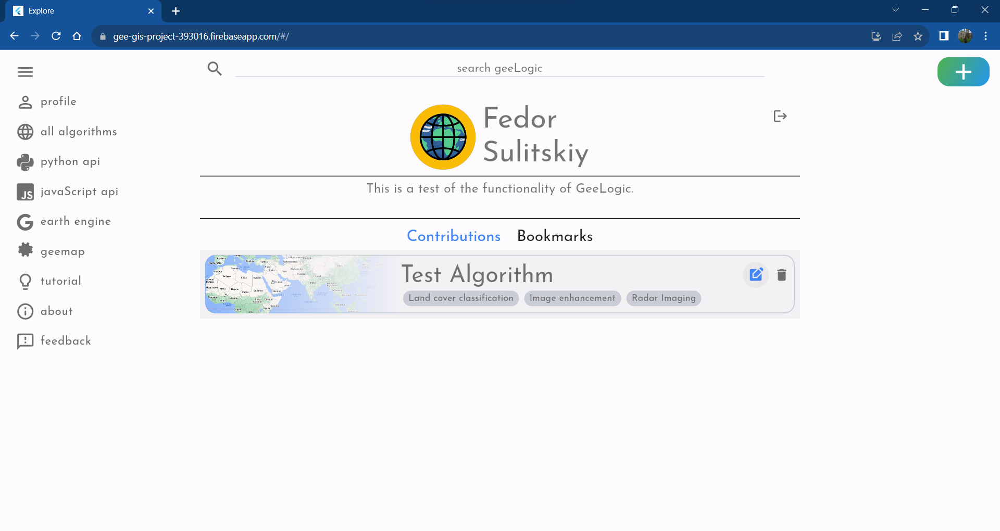 Explore
gee-gis-project-393016.firebaseapp.com/#/
search geeLogic
profile
all algorithms
python api
JS javaScript api
earth engine
geemap
tutorial
about
feedback
Fedor
Sulitskiy
This is a test of the functionality of GeeLogic.
Contributions Bookmarks
Test Algorithm
Land cover classification Image enhancement Radar Imaging